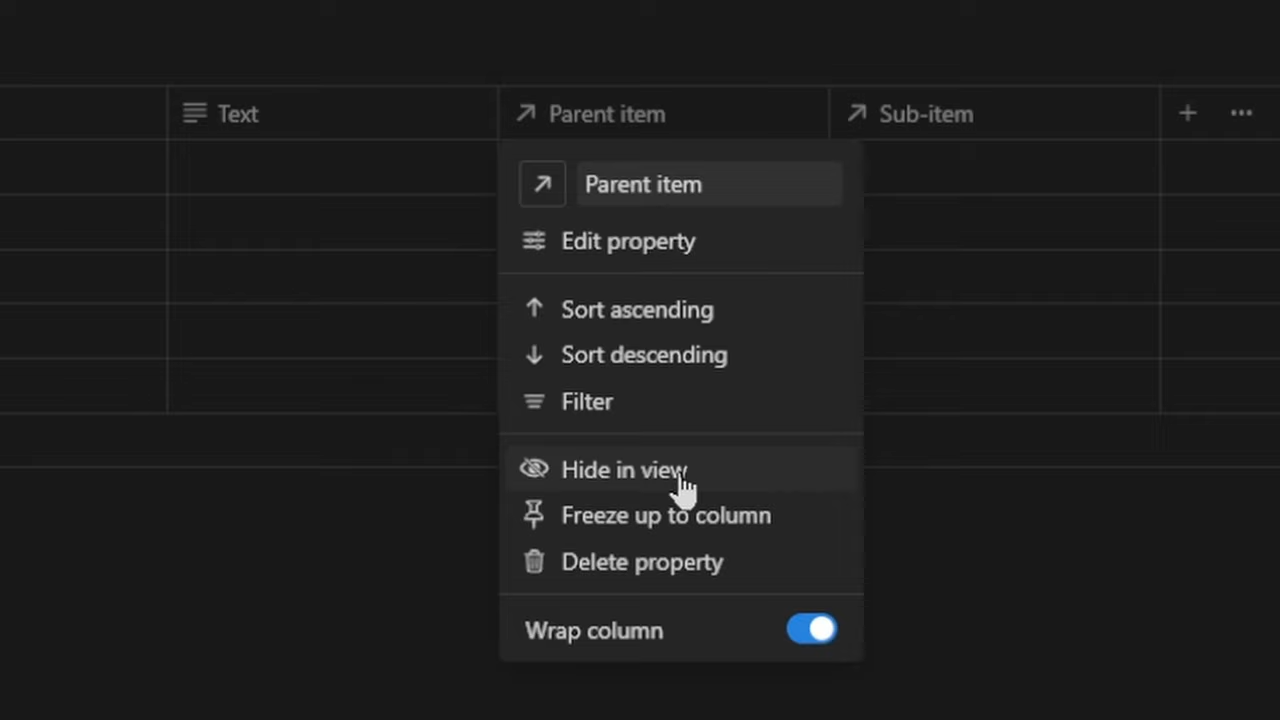 Text
Parent item
Sub-item
Parent item
Edit property
Sort ascending
Sort descending
Filter
Hide in view
Freeze up to column
Delete property
Wrap column